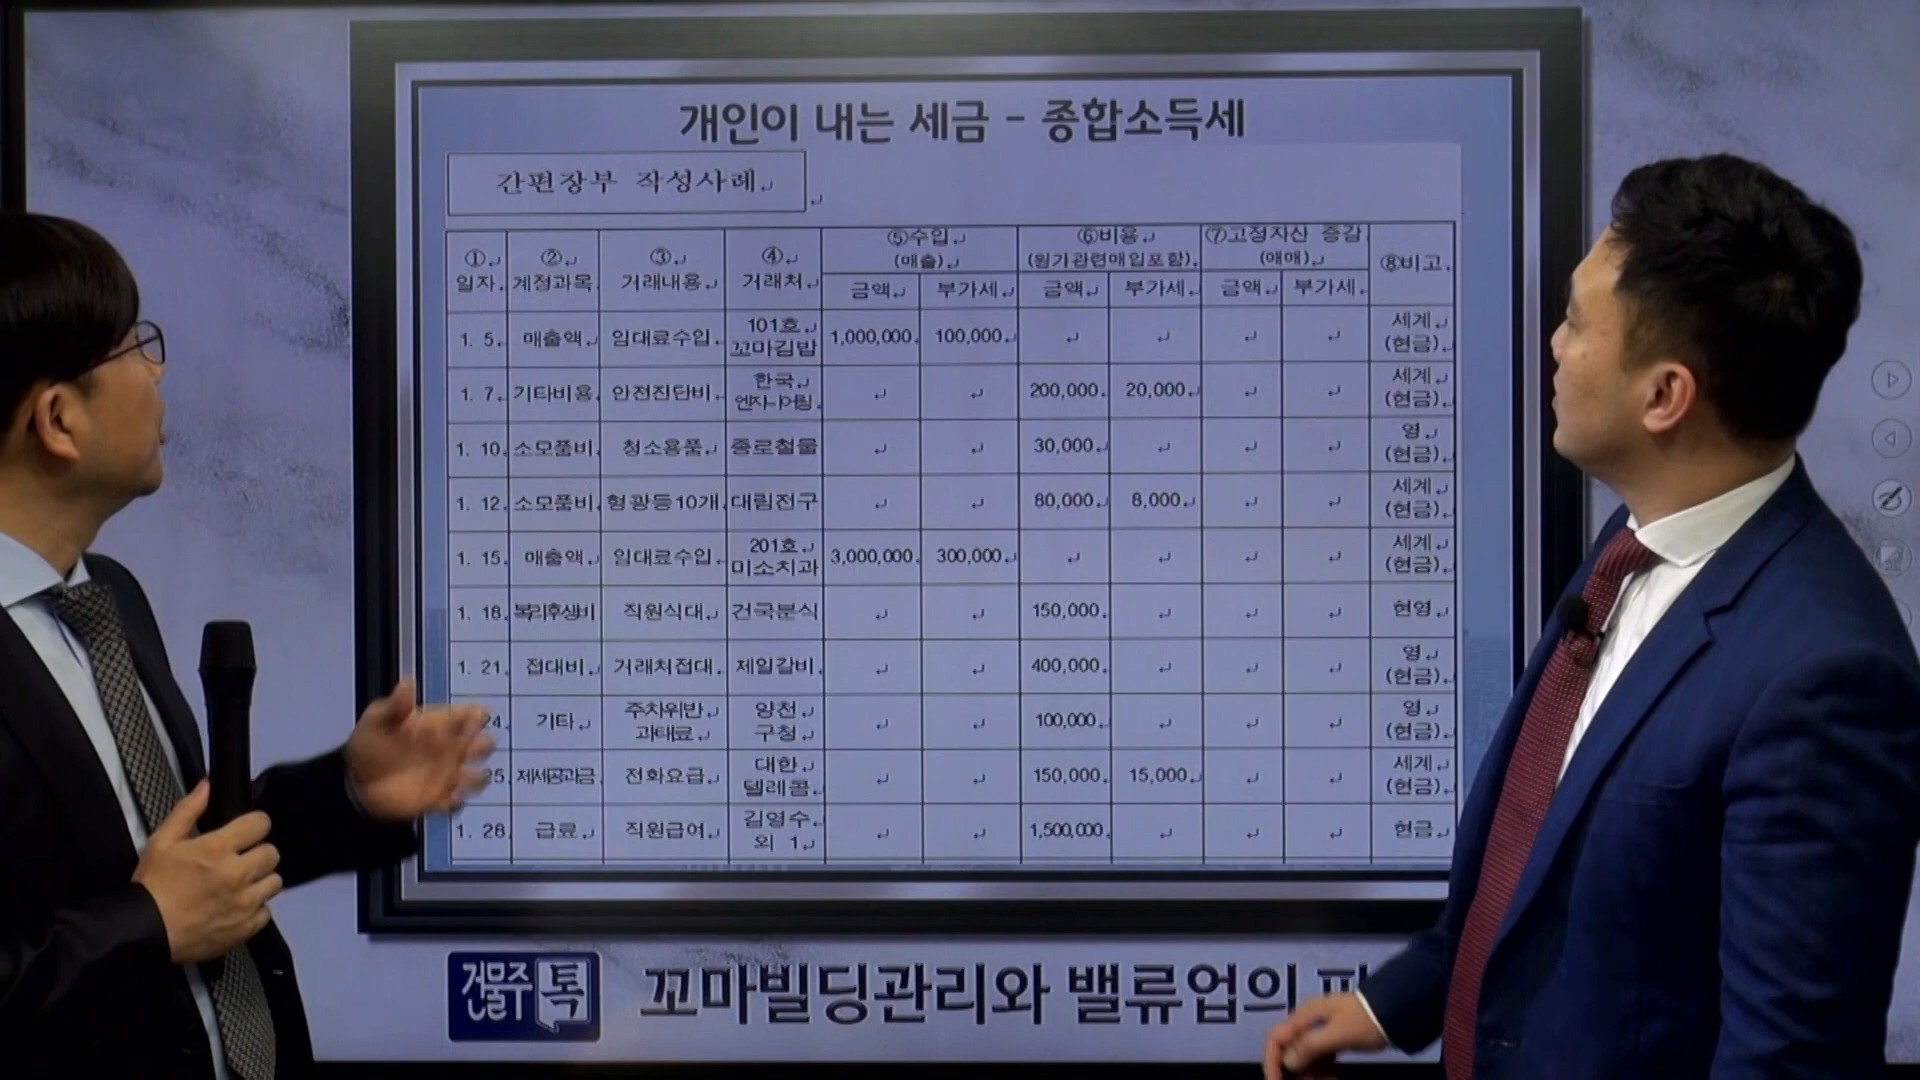 개인이 내는 세금 - 종합소득세
간편장부 작성사례
① 일자 ② 계정과목 ③ 거래내용 ④ 거래처 ⑤수입 (매출) ⑥비용 (원가관련매입포함) ⑦고정자산 증감 (매매) ⑧비고
금액 부가세 금액 부가세 금액 부가세
1. 5. 매출액 임대료수입 101호 꼬마김밥 1,000,000 100,000 세계 (현금)
1. 7. 기타비용 안전진단비 한국 엔지니어링 200,000 20,000 세계 (현금)
1. 10. 소모품비 청소용품 종로철물 30,000 영 (현금)
1. 12. 소모품비 형광등10개 대림전구 80,000 8,000 세계 (현금)
1. 15. 매출액 임대료수입 201호 미소치과 3,000,000 300,000 세계 (현금)
1. 18. 복리후생비 직원식대 건국분식 150,000 현영
1. 21. 접대비 거래처접대 제일갈비 400,000 영 (현금)
24. 기타 주차위반 과태료 양천 구청 100,000 영 (현금)
25. 제세공과금 전화요금 대한 텔레콤 150,000 15,000 세계 (현금)
1. 28. 급료 직원급여 김영수 외 1 1,500,000 현금
건물주 톡
꼬마빌딩관리와 밸류업의